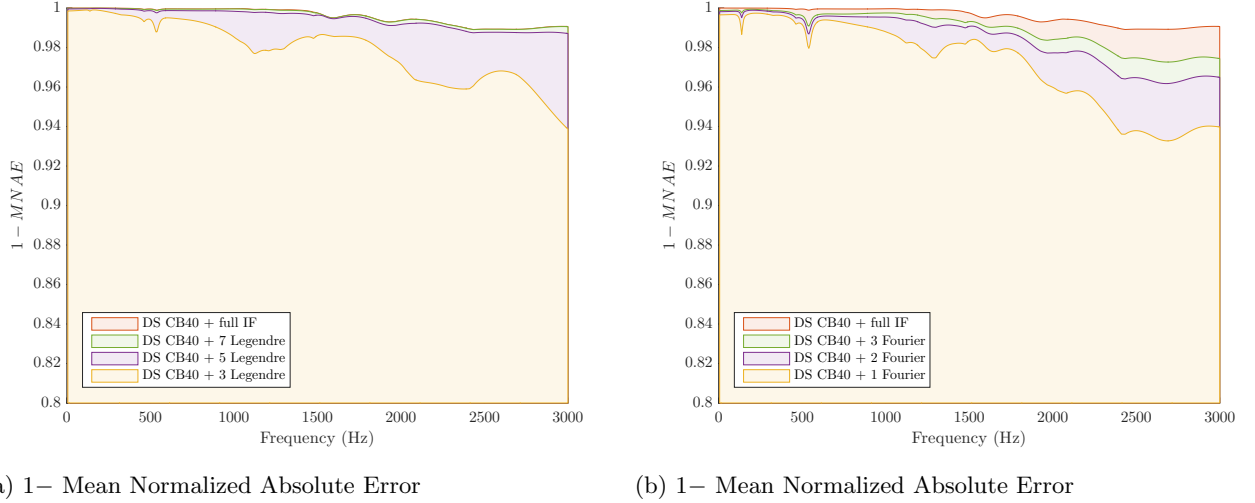 1
0.98
0.96
0.94
0.92
0.9
0.88
0.86
0.84
0.82
0.8
1 − MNAE
DS CB40 + full IF
DS CB40 + 7 Legendre
DS CB40 + 5 Legendre
DS CB40 + 3 Legendre
0 500 1000 1500 2000 2500 3000
Frequency (Hz)
1
0.98
0.96
0.94
0.92
0.9
0.88
0.86
0.84
0.82
0.8
1 − MNAE
DS CB40 + full IF
DS CB40 + 3 Fourier
DS CB40 + 2 Fourier
DS CB40 + 1 Fourier
0 500 1000 1500 2000 2500 3000
Frequency (Hz)
) 1− Mean Normalized Absolute Error
(b) 1− Mean Normalized Absolute Error